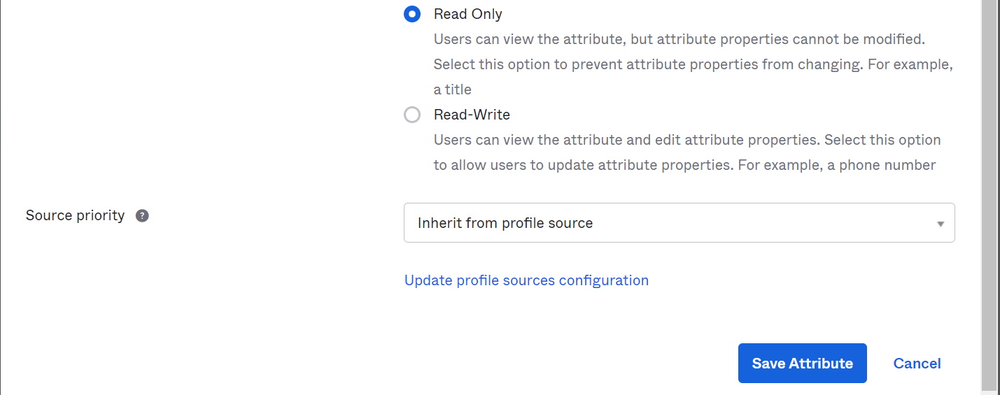 Read Only
Users can view the attribute, but attribute properties cannot be modified.
Select this option to prevent attribute properties from changing. For example,
a title
Read-Write
Users can view the attribute and edit attribute properties. Select this option
to allow users to update attribute properties. For example, a phone number
Source priority ?
Inherit from profile source
Update profile sources configuration
Save Attribute Cancel